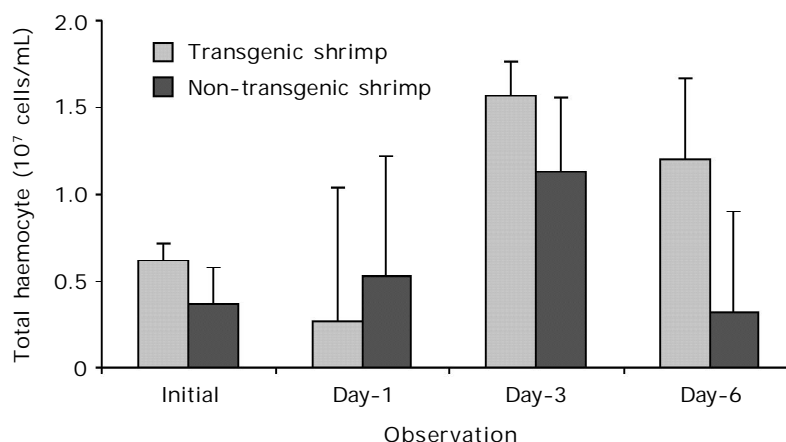 Total haemocyte (10⁷ cells/mL)
2.0
1.5
1.0
0.5
0
Transgenic shrimp
Non-transgenic shrimp
Initial
Day-1
Day-3
Day-6
Observation